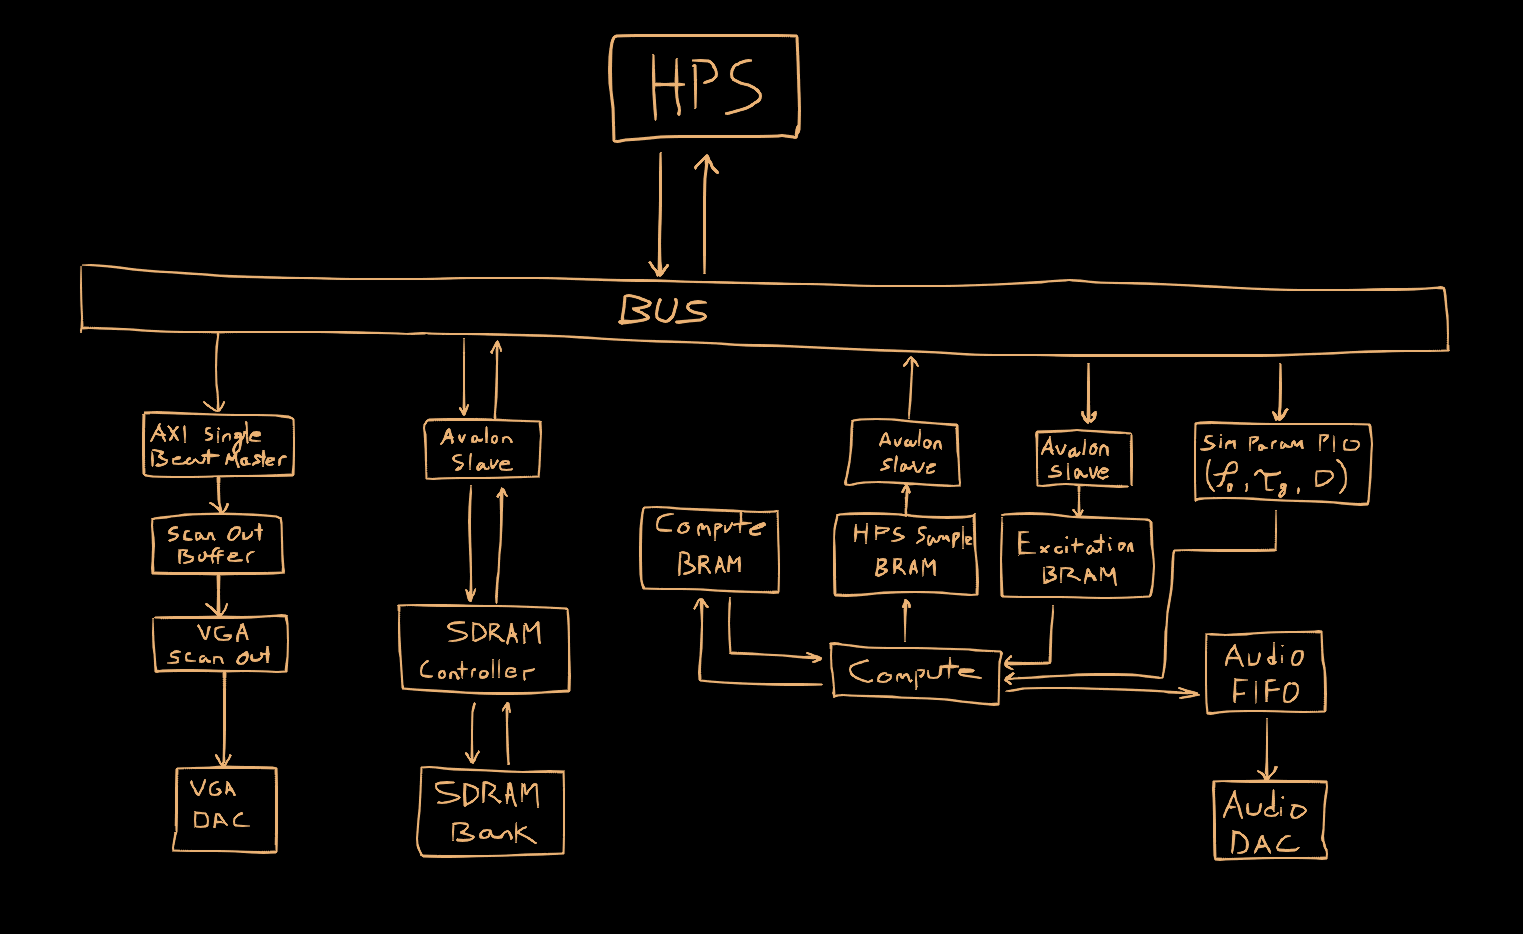 HPS
BUS
AXI Single
Beat Master
Scan Out
Buffer
VGA
Scan Out
VGA
DAC
Avalon
Slave
SDRAM
Controller
SDRAM
Bank
Compute
BRAM
Avalon
Slave
HPS Sample
BRAM
Compute
Avalon
Slave
Excitation
BRAM
Sim Param PIO
(ρ₀, τg, D)
Audio
FIFO
Audio
DAC